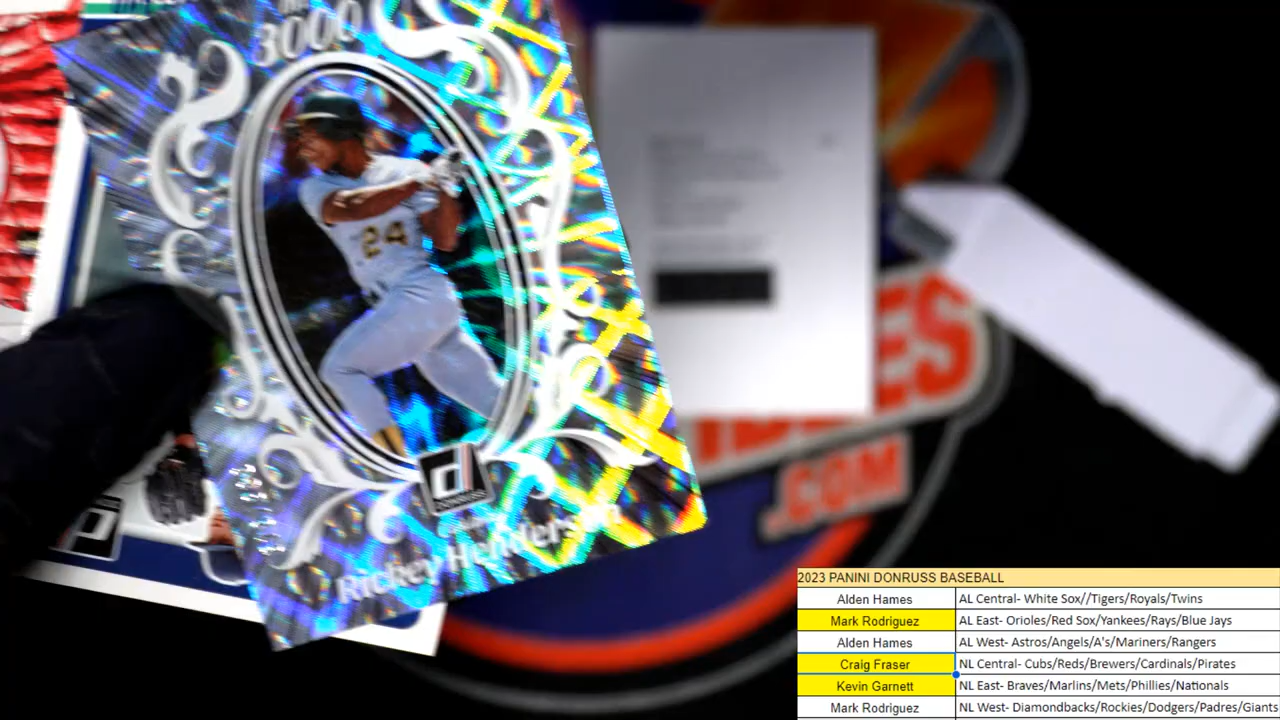 3000
24
d
DONRUSS
Rickey Henderson
.COM
2023 PANINI DONRUSS BASEBALL
Alden Hames AL Central- White Sox//Tigers/Royals/Twins
Mark Rodriguez AL East- Orioles/Red Sox/Yankees/Rays/Blue Jays
Alden Hames AL West- Astros/Angels/A's/Mariners/Rangers
Craig Fraser NL Central- Cubs/Reds/Brewers/Cardinals/Pirates
Kevin Garnett NL East- Braves/Marlins/Mets/Phillies/Nationals
Mark Rodriguez NL West- Diamondbacks/Rockies/Dodgers/Padres/Giants